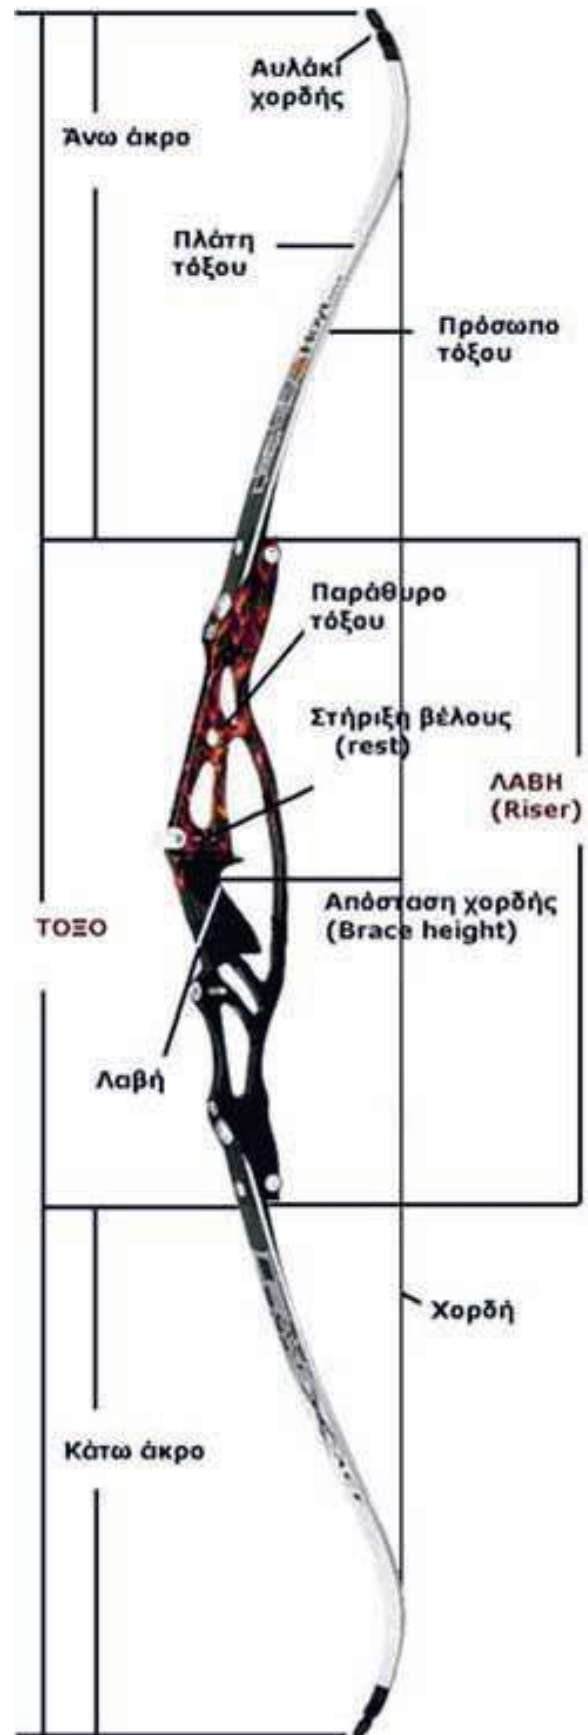 Αυλάκι
χορδής
Άνω άκρο
Πλάτη
τόξου
Πρόσωπο
τόξου
Παράθυρο
τόξου
Στήριξη βέλους
(rest)
ΛΑΒΗ
(Riser)
Απόσταση χορδής
(Brace height)
ΤΟΞΟ
Λαβή
Χορδή
Κάτω άκρο